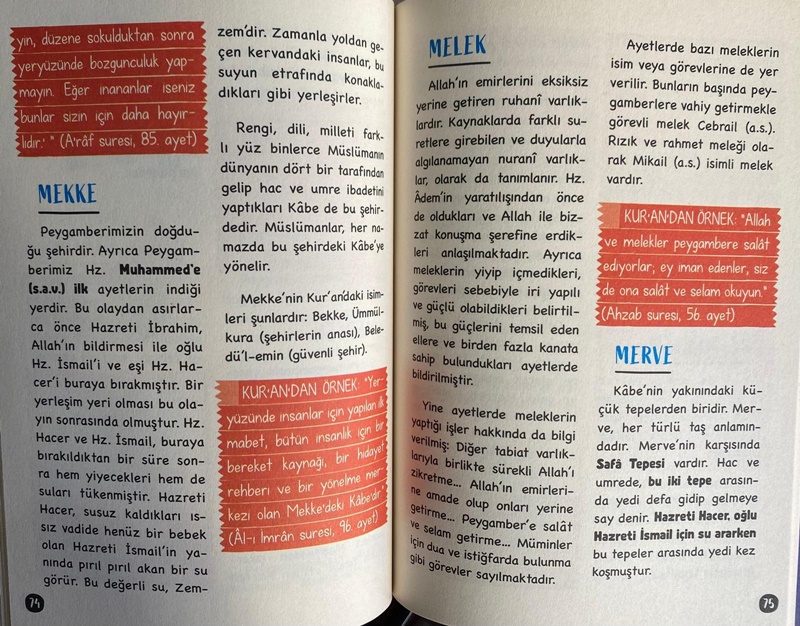 yin, düzene sokulduktan sonra
yeryüzünde bozgunculuk yap-
mayın. Eğer inananlar iseniz
bunlar sizin için daha hayır-
lıdır.' " (A'râf suresi, 85. ayet)
MEKKE
Peygamberimizin doğdu-
ğu şehirdir. Ayrıca Peygam-
berimiz Hz. Muhammed'e
(s.a.v.) ilk ayetlerin indiği
yerdir. Bu olaydan asırlar-
ca önce Hazreti İbrahim,
Allah'ın bildirmesi ile oğlu
Hz. İsmail'i ve eşi Hz. Ha-
cer'i buraya bırakmıştır. Bir
yerleşim yeri olması bu ola-
yın sonrasında olmuştur. Hz.
Hacer ve Hz. İsmail, buraya
bırakıldıktan bir süre son-
ra hem yiyecekleri hem de
suları tükenmiştir. Hazreti
Hacer, susuz kaldıkları ıs-
sız vadide henüz bir bebek
olan Hazreti İsmail'in ya-
nında pırıl pırıl akan bir su
görür. Bu değerli su, Zem-
74
zem'dir. Zamanla yoldan ge-
çen kervandaki insanlar, bu
suyun etrafında konakla-
dıkları gibi yerleşirler.
Rengi, dili, milleti fark-
lı yüz binlerce Müslümanın
dünyanın dört bir tarafından
gelip hac ve umre ibadetini
yaptıkları Kâbe de bu şehir-
dedir. Müslümanlar, her na-
mazda bu şehirdeki Kâbe'ye
yönelir.
Mekke'nin Kur'an'daki isim-
leri şunlardır: Bekke, Ümmül-
kura (şehirlerin anası), Bele-
dü'l-emin (güvenli şehir).
KUR'AN'DAN ÖRNEK: "Yer-
yüzünde insanlar için yapılan ilk
mabet, bütün insanlık için bir
bereket kaynağı, bir hidayet
rehberi ve bir yönelme mer-
kezi olan Mekke'deki Kâbe'dir."
(Âl-i İmran suresi, 96. ayet)
MELEK
Allah'ın emirlerini eksiksiz
yerine getiren ruhanî varlık-
lardır. Kaynaklarda farklı su-
retlere girebilen ve duyularla
algılanamayan nuranî varlık-
lar, olarak da tanımlanır. Hz.
Âdem'in yaratılışından önce
de oldukları ve Allah ile biz-
zat konuşma şerefine erdik-
leri anlaşılmaktadır. Ayrıca
meleklerin yiyip içmedikleri,
görevleri sebebiyle iri yapılı
ve güçlü olabildikleri belirtil-
miş, bu güçlerini temsil eden
ellere ve birden fazla kanata
sahip bulundukları ayetlerde
bildirilmiştir.
Yine ayetlerde meleklerin
yaptığı işler hakkında da bilgi
verilmiş: Diğer tabiat varlık-
larıyla birlikte sürekli Allah'ı
zikretme... Allah'ın emirleri-
ne amade olup onları yerine
getirme... Peygamber'e salât
ve selam getirme... Müminler
için dua ve istiğfarda bulunma
gibi görevler sayılmaktadır.
Ayetlerde bazı meleklerin
isim veya görevlerine de yer
verilir. Bunların başında pey-
gamberlere vahiy getirmekle
görevli melek Cebrail (a.s.).
Rızık ve rahmet meleği ola-
rak Mikail (a.s.) isimli melek
vardır.
KUR'AN'DAN ÖRNEK: "Allah
ve melekler peygambere salât
ediyorlar; ey iman edenler, siz
de ona salât ve selam okuyun."
(Ahzab suresi, 56. ayet)
MERVE
Kâbe'nin yakınındaki kü-
çük tepelerden biridir. Mer-
ve, her türlü taş anlamın-
dadır. Merve'nin karşısında
Safâ Tepesi vardır. Hac ve
umrede, bu iki tepe arasın-
da yedi defa gidip gelmeye
say denir. Hazreti Hacer, oğlu
Hazreti İsmail için su ararken
bu tepeler arasında yedi kez
koşmuştur.
75